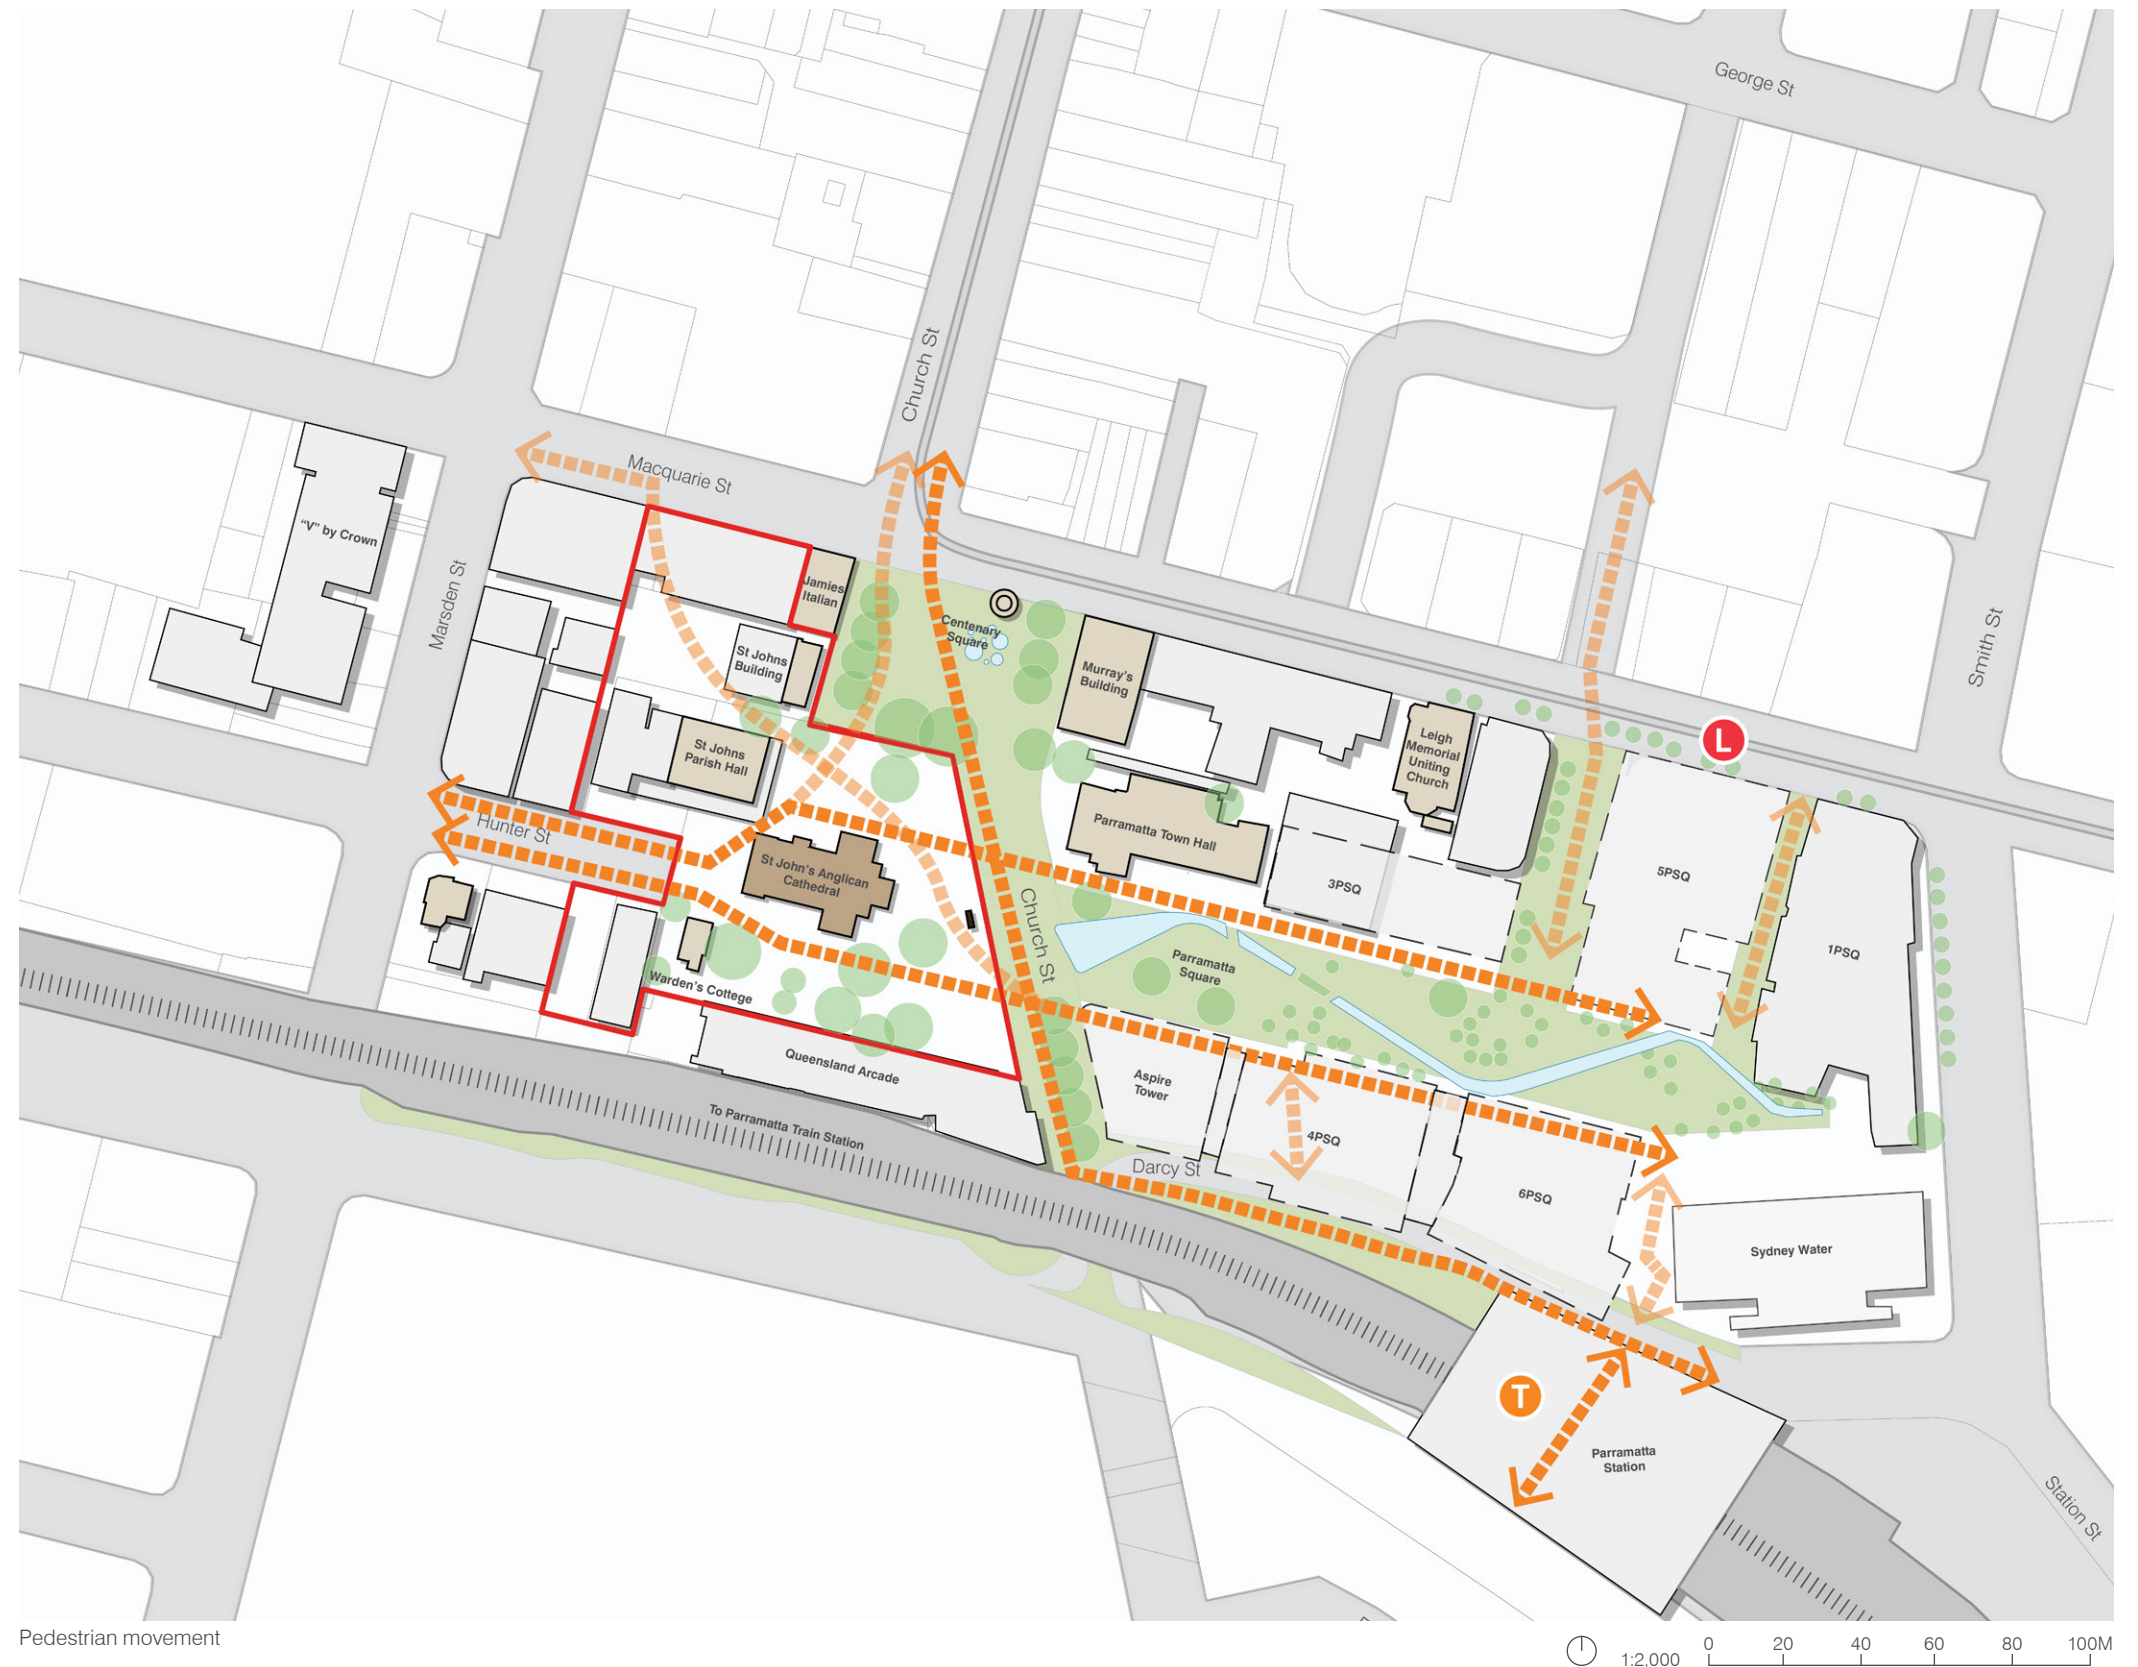 George St
Church St
Macquarie St
"V" by Crown
Marsden St
Jamies
Italian
Centenary
Square
St Johns
Building
Murray's
Building
Smith St
St Johns
Parish Hall
Leigh
Memorial
Uniting
Church
L
Hunter St
Parramatta Town Hall
St John's Anglican
Cathedral
3PSQ
5PSQ
1PSQ
Church St
Parramatta
Square
Warden's Cottege
Queensland Arcade
Aspire
Tower
To Parramatta Train Station
4PSQ
Darcy St
6PSQ
Sydney Water
T
Parramatta
Station
Station St
Pedestrian movement
1:2,000
0 20 40 60 80 100M